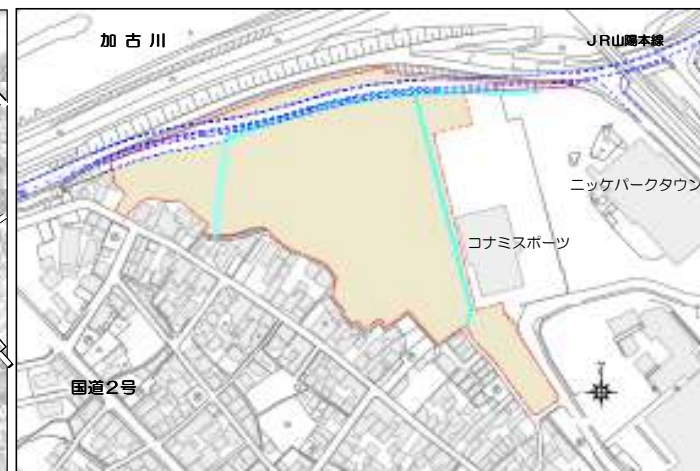 加古川
JR山陽本線
ニッケパークタウン
コナミスポーツ
国道2号